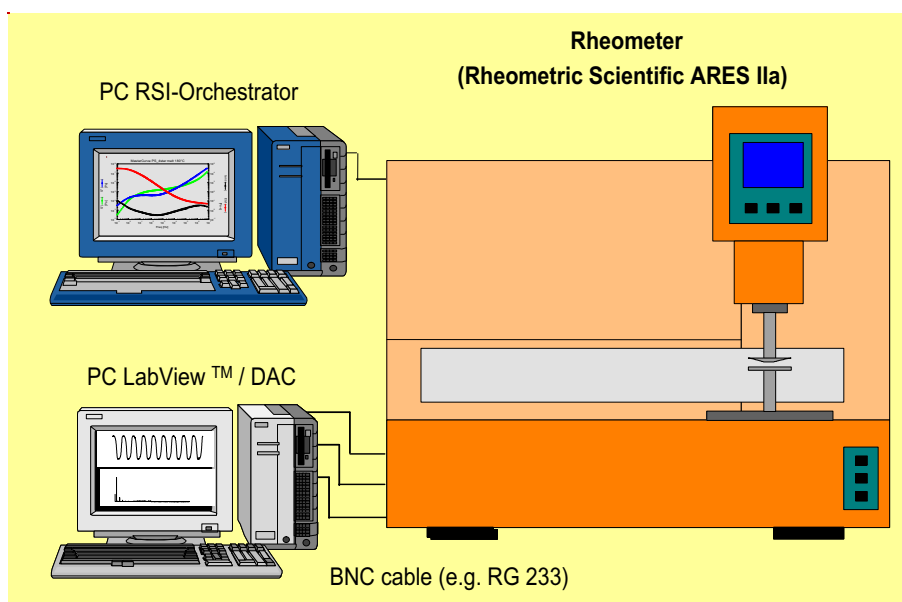 Rheometer
(Rheometric Scientific ARES IIa)
PC RSI-Orchestrator
PC LabView TM / DAC
BNC cable (e.g. RG 233)